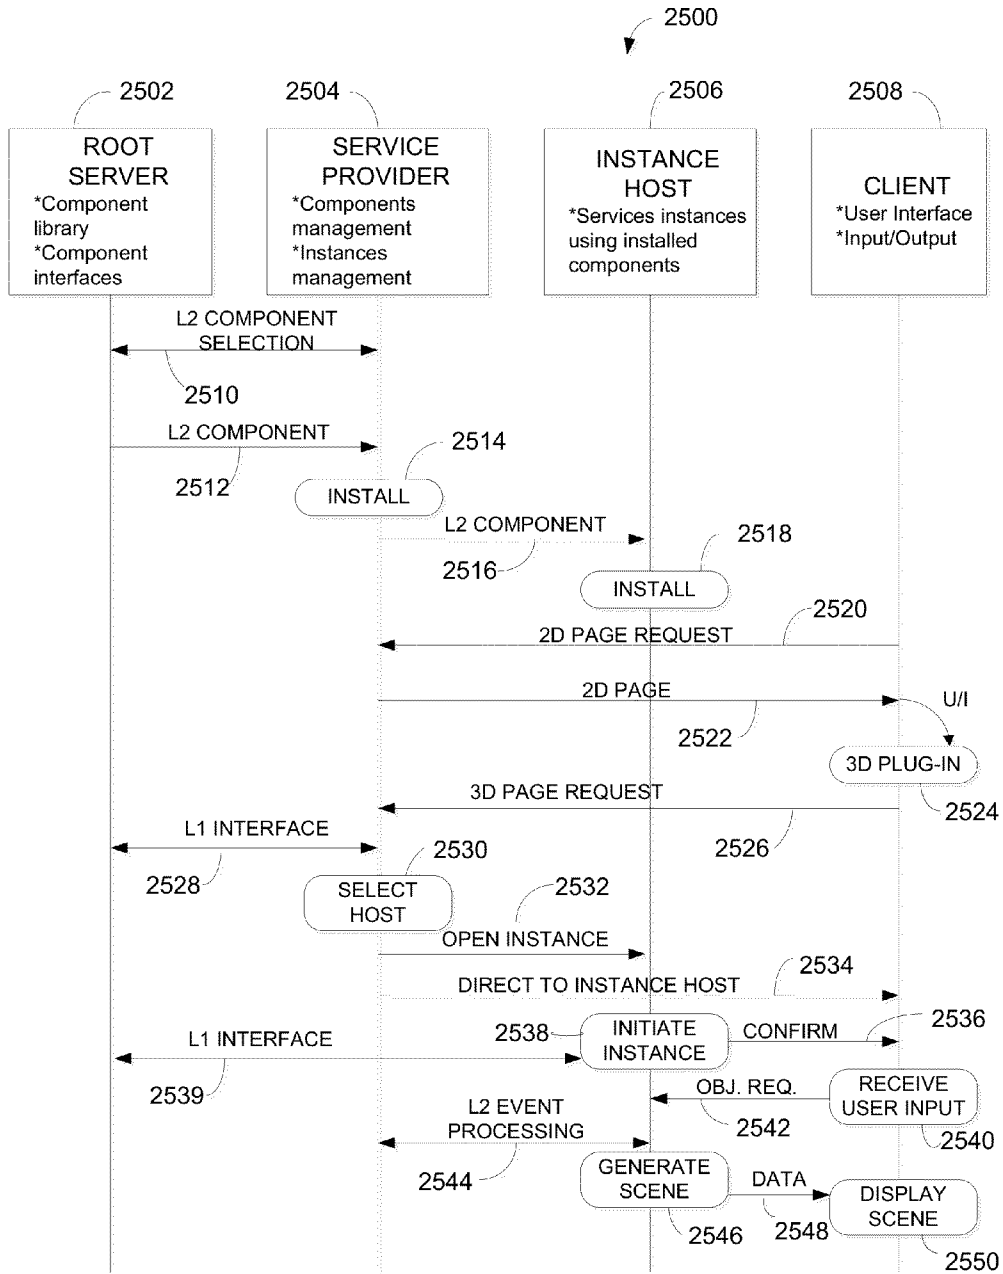 2500
2502
2504
2506
2508
ROOT
SERVER
*Component
library
*Component
interfaces
SERVICE
PROVIDER
*Components
management
*Instances
management
INSTANCE
HOST
*Services instances
using installed
components
CLIENT
*User Interface
*Input/Output
L2 COMPONENT
SELECTION
2510
L2 COMPONENT
2512
2514
INSTALL
L2 COMPONENT
2516
2518
INSTALL
2520
2D PAGE REQUEST
2D PAGE
2522
U/I
3D PLUG-IN
2524
3D PAGE REQUEST
2526
L1 INTERFACE
2528
2530
SELECT
HOST
2532
OPEN INSTANCE
2534
DIRECT TO INSTANCE HOST
2538
INITIATE
INSTANCE
CONFIRM
2536
L1 INTERFACE
2539
OBJ. REQ.
2542
RECEIVE
USER INPUT
2540
L2 EVENT
PROCESSING
2544
GENERATE
SCENE
2546
DATA
2548
DISPLAY
SCENE
2550